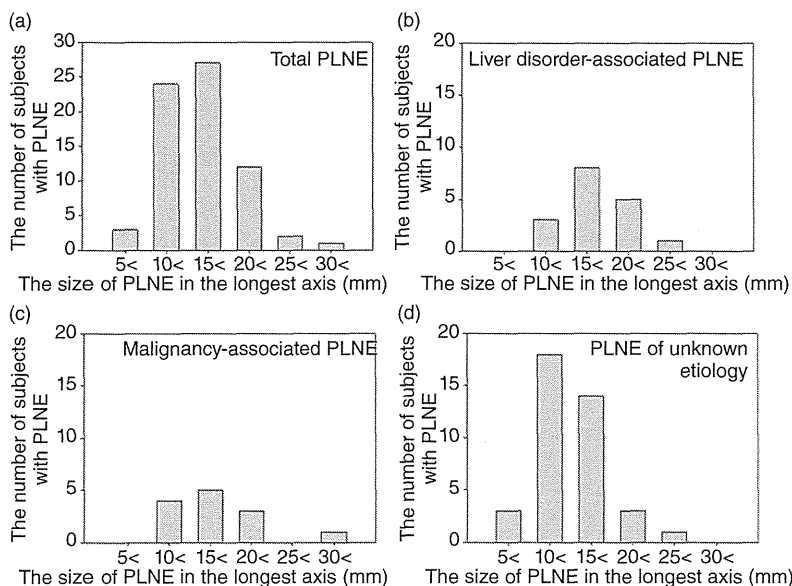 (a)
The number of subjects
with PLNE
30
25
20
15
10
5
0
Total PLNE
5< 10< 15< 20< 25< 30<
The size of PLNE in the longest axis (mm)
(b)
The number of subjects
with PLNE
20
15
10
5
0
Liver disorder-associated PLNE
5< 10< 15< 20< 25< 30<
The size of PLNE in the longest axis (mm)
(c)
The number of subjects
with PLNE
20
15
10
5
0
Malignancy-associated PLNE
5< 10< 15< 20< 25< 30<
The size of PLNE in the longest axis (mm)
(d)
The number of subjects
with PLNE
20
15
10
5
0
PLNE of unknown
etiology
5< 10< 15< 20< 25< 30<
The size of PLNE in the longest axis (mm)